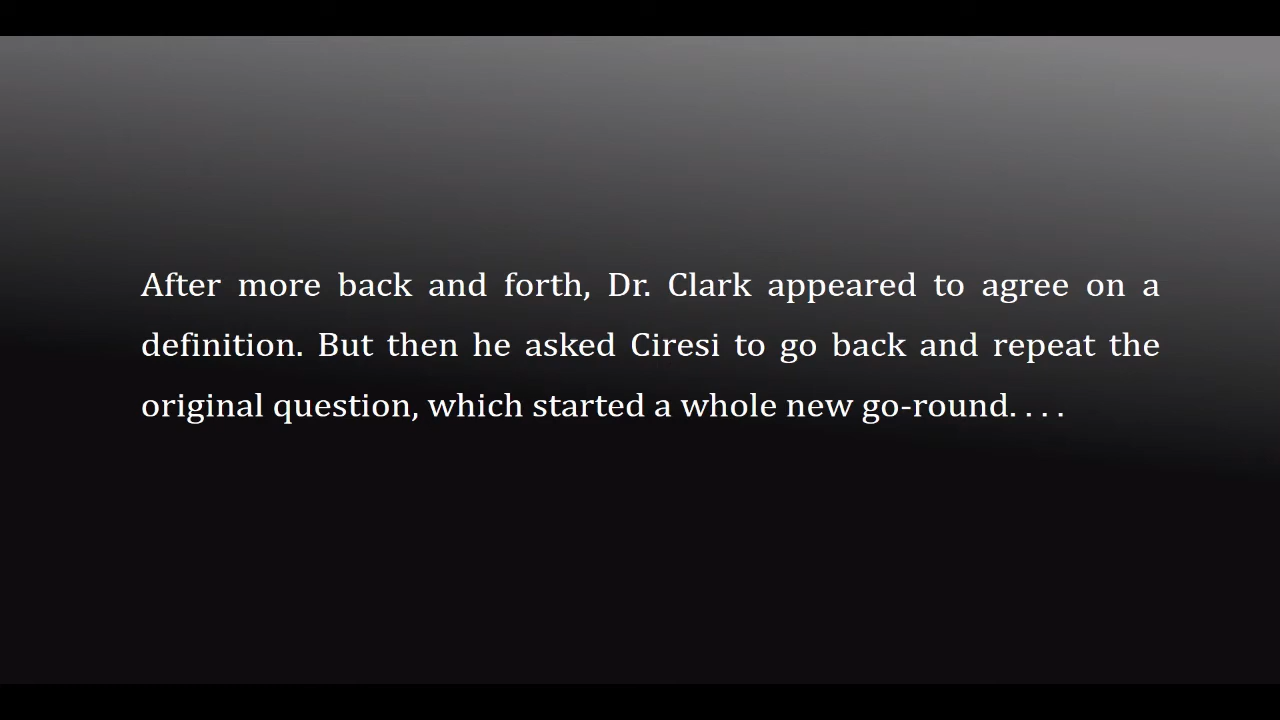 After more back and forth, Dr. Clark appeared to agree on a
definition. But then he asked Ciresi to go back and repeat the
original question, which started a whole new go-round. . . .